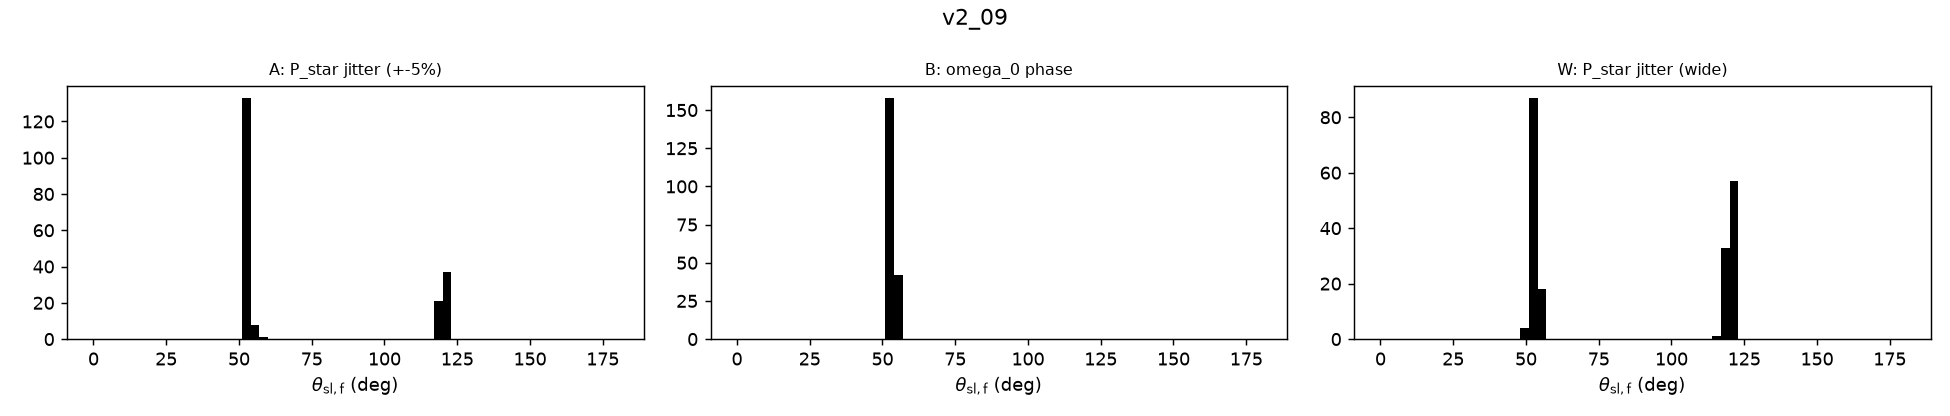 v2_09
A: P_star jitter (+-5%)
120
100
80
60
40
20
0
0 25 50 75 100 125 150 175
θsl, f (deg)
B: omega_0 phase
150
125
100
75
50
25
0
0 25 50 75 100 125 150 175
θsl, f (deg)
W: P_star jitter (wide)
80
60
40
20
0
0 25 50 75 100 125 150 175
θsl, f (deg)